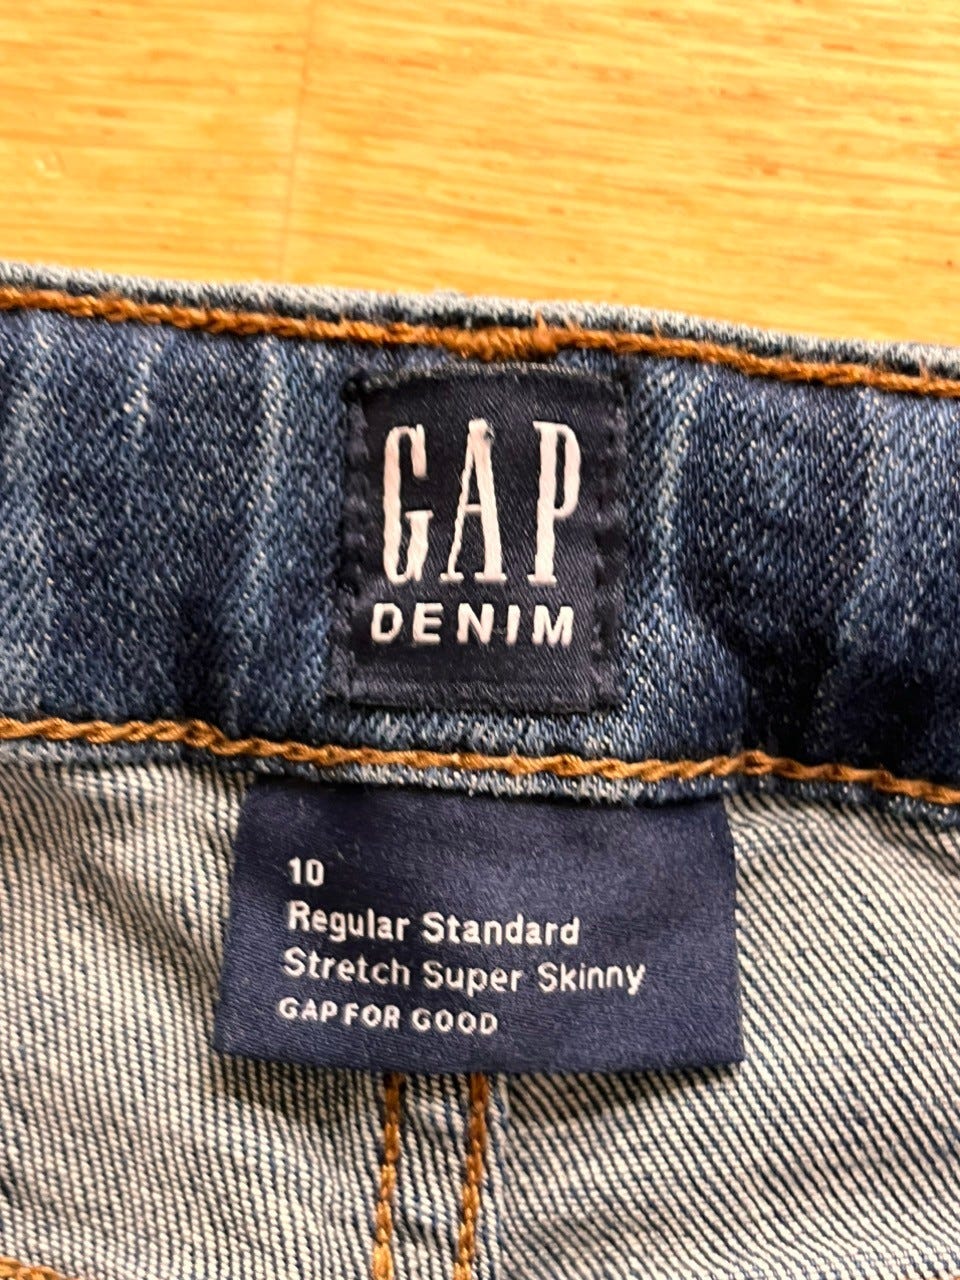 GAP
DENIM
10
Regular Standard
Stretch Super Skinny
GAP FOR GOOD